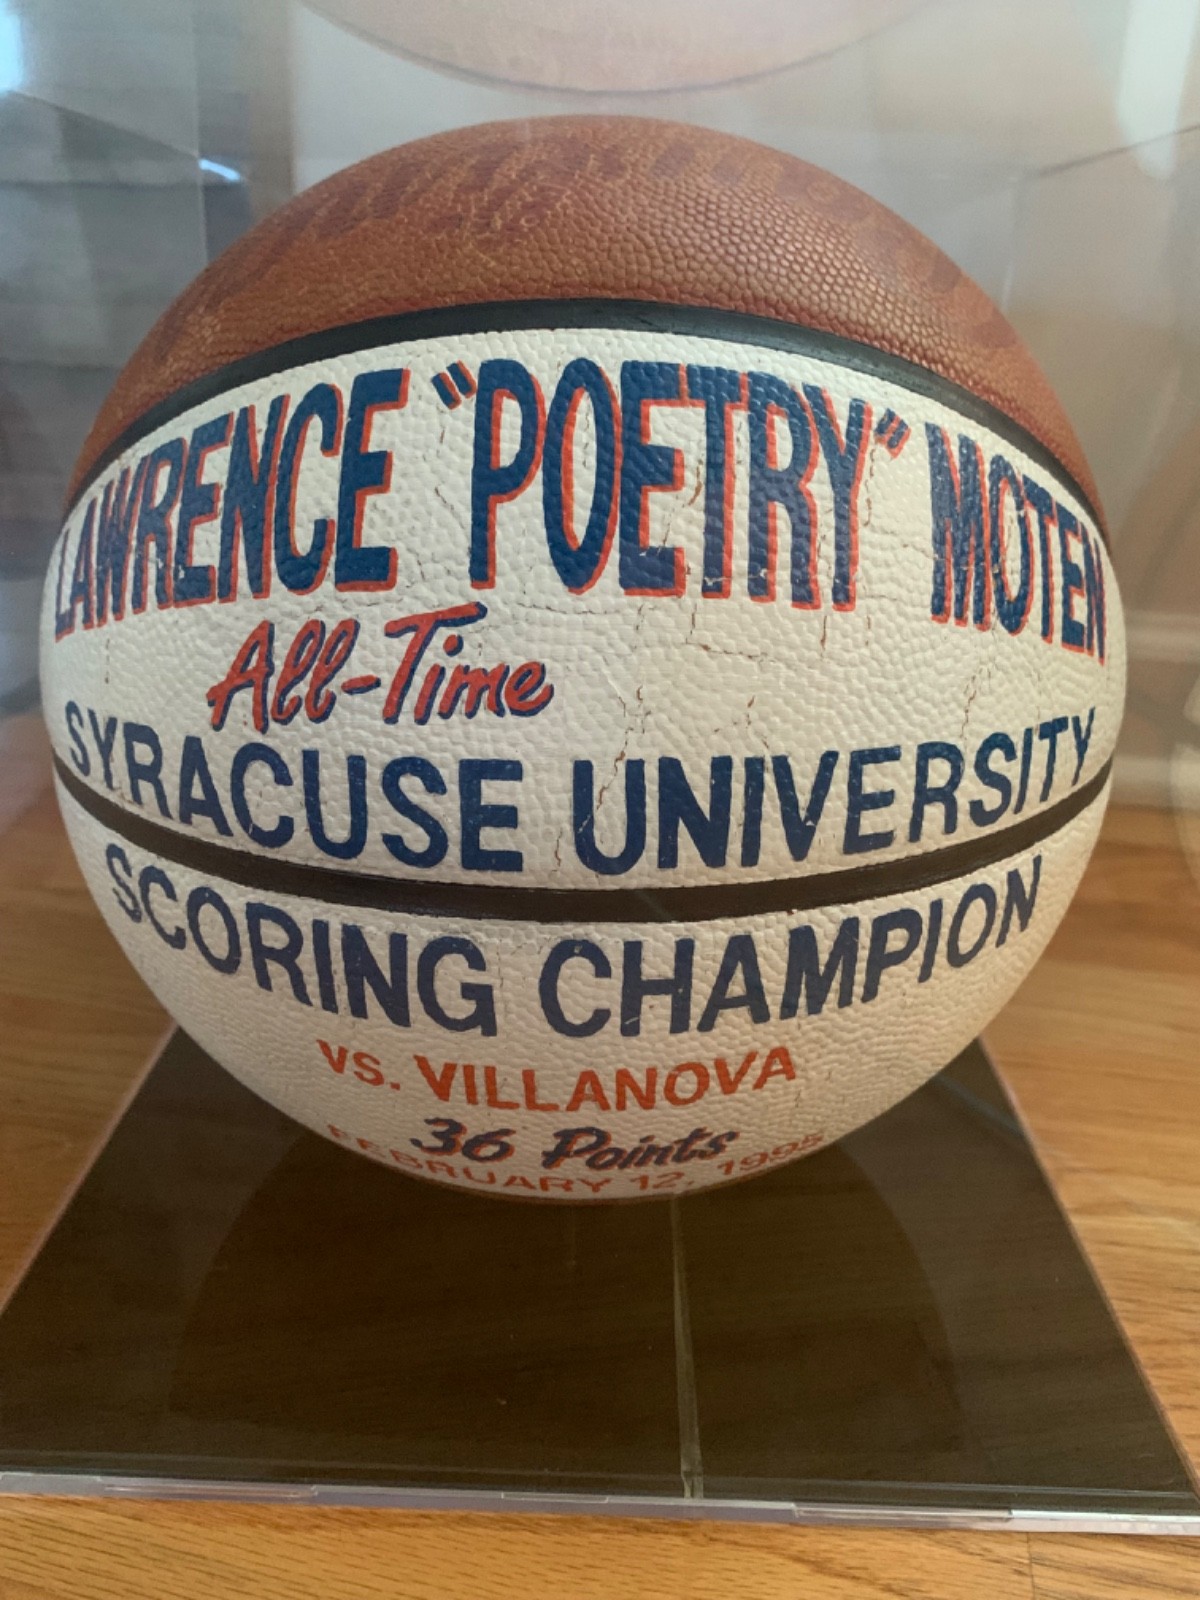 LAWRENCE "POETRY" MOTEN
All-Time
SYRACUSE UNIVERSITY
SCORING CHAMPION
VS. VILLANOVA
36 Points
FEBRUARY 12, 1995